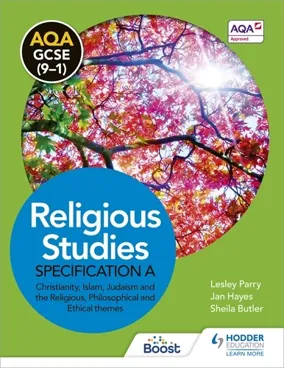 AQA
GCSE
(9–1)
AQA
Approved
Religious
Studies
SPECIFICATION A
Christianity, Islam, Judaism and
the Religious, Philosophical and
Ethical themes
Lesley Parry
Jan Hayes
Sheila Butler
Boost
HODDER
EDUCATION
LEARN MORE